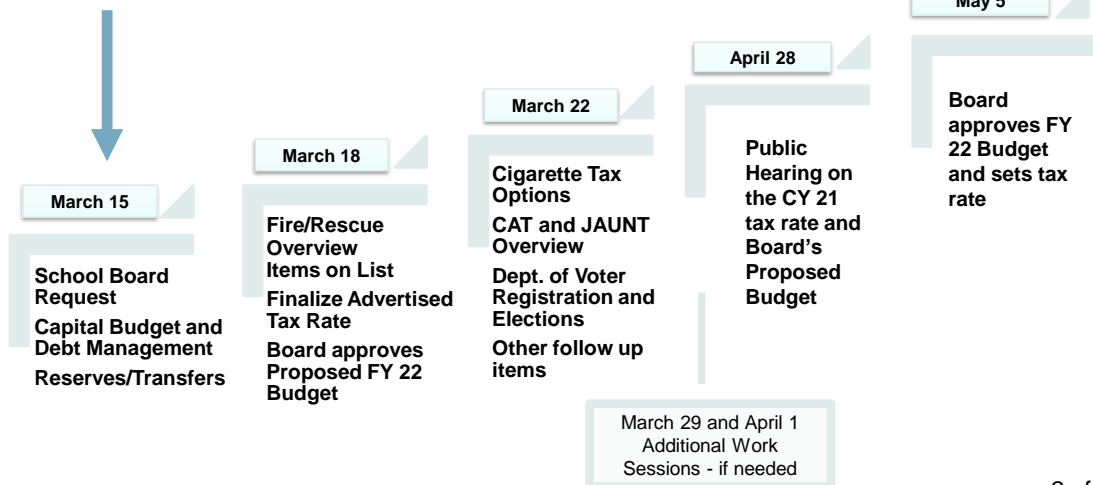 March 15
School Board
Request
Capital Budget and
Debt Management
Reserves/Transfers
March 18
Fire/Rescue
Overview
Items on List
Finalize Advertised
Tax Rate
Board approves
Proposed FY 22
Budget
March 22
Cigarette Tax
Options
CAT and JAUNT
Overview
Dept. of Voter
Registration and
Elections
Other follow up
items
March 29 and April 1
Additional Work
Sessions - if needed
April 28
Public
Hearing on
the CY 21
tax rate and
Board's
Proposed
Budget
May 5
Board
approves FY
22 Budget
and sets tax
rate